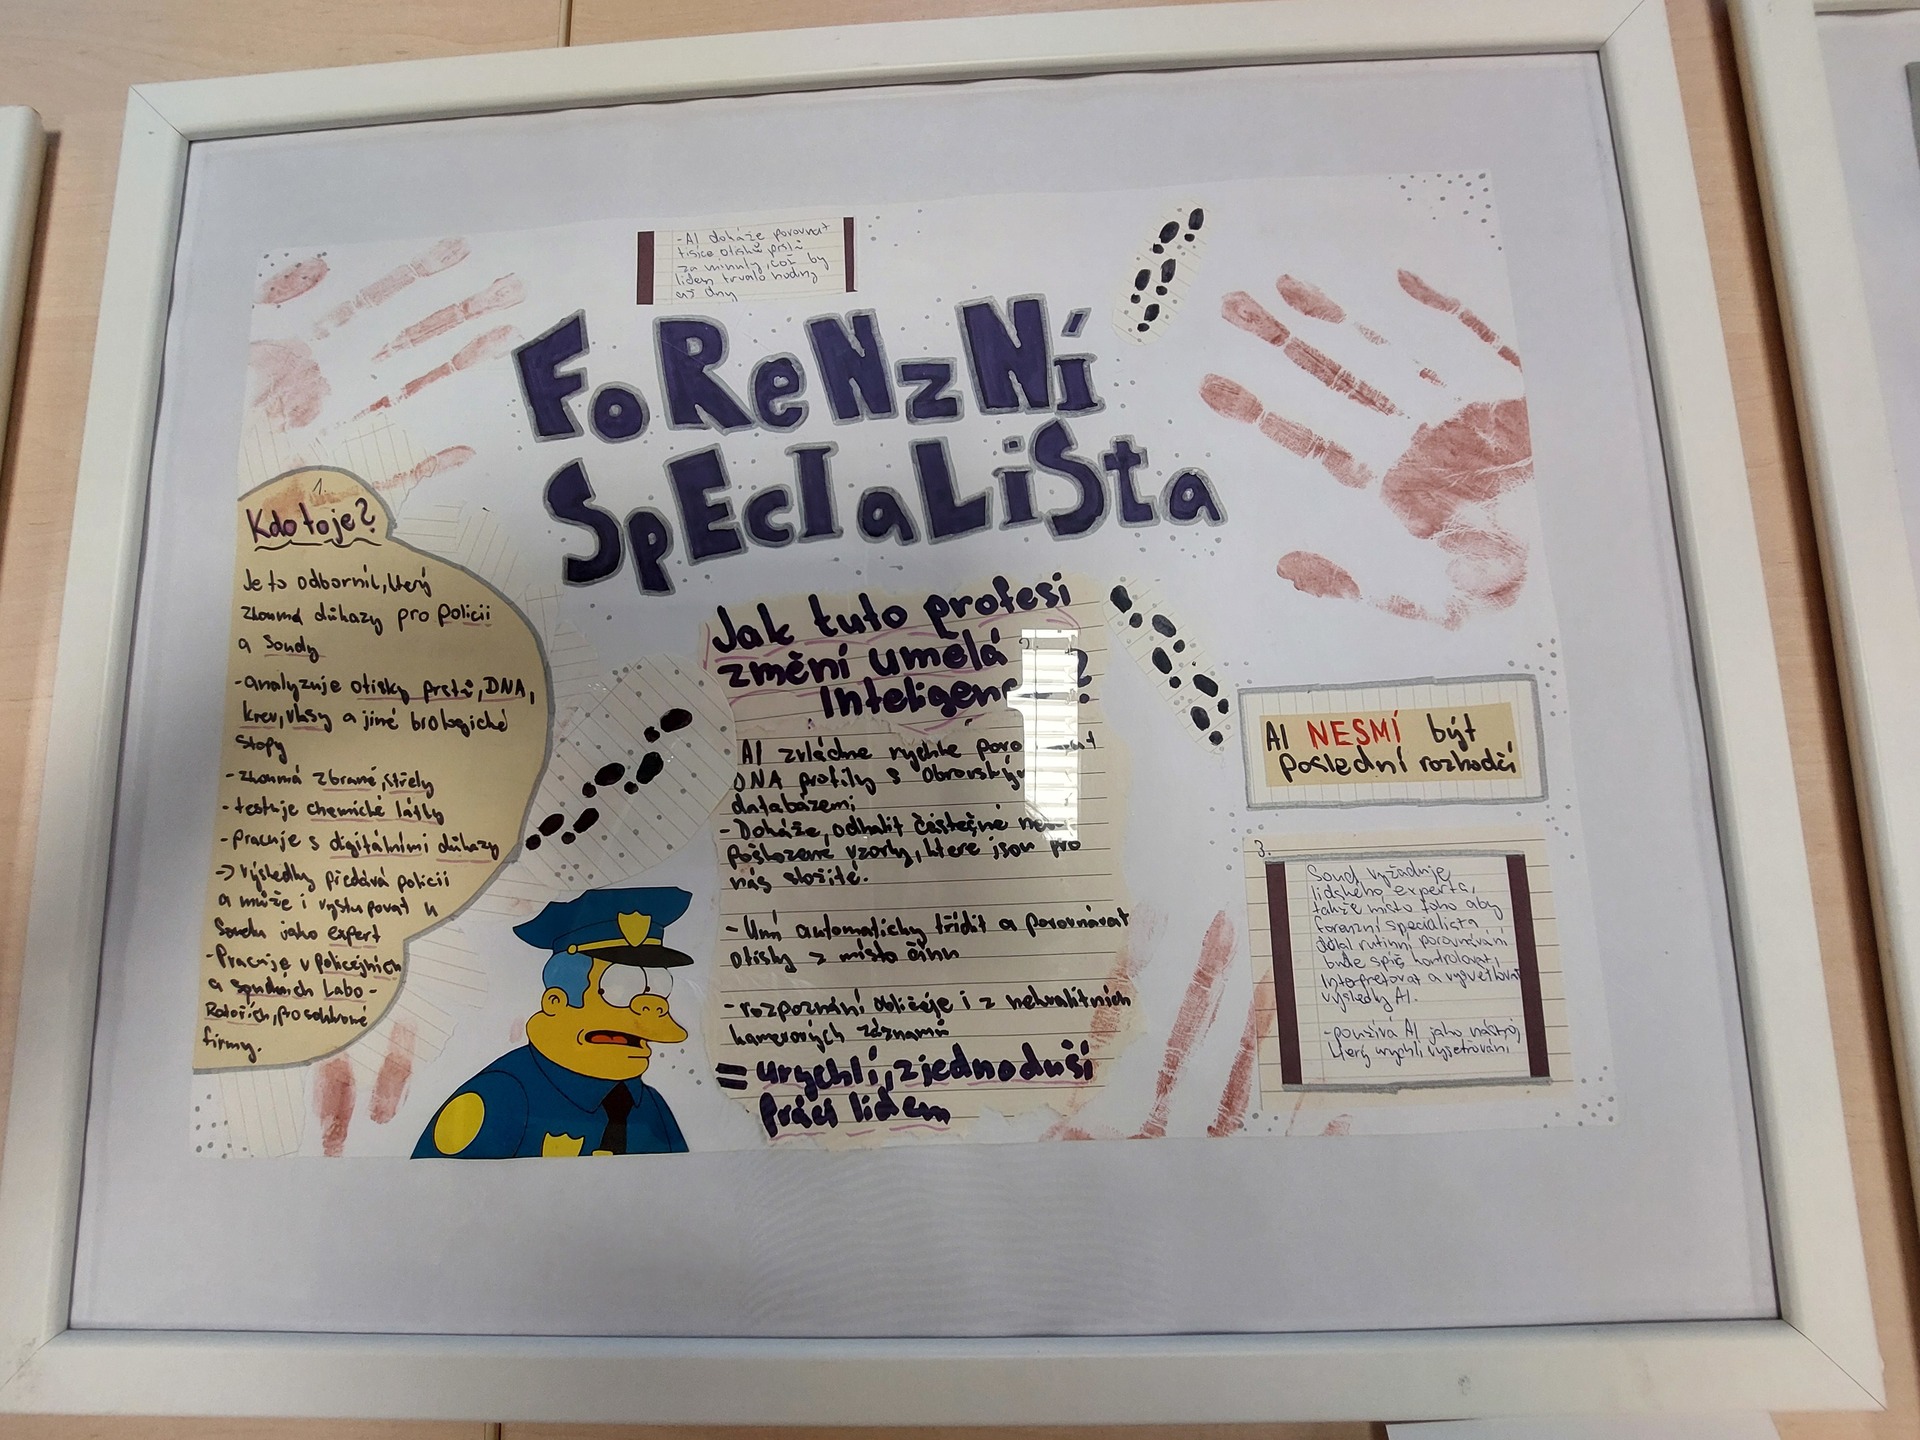 -AI dokáže porovnat
tisíce otisků prstů
za minuty, což by
lidem trvalo hodiny
až dny
FoReNzNí
SpEcIaLiSta
1.
Kdo to je?
Je to odborník, který
zkoumá důkazy pro policii
a soudy
-analyzuje otisky prstů, DNA,
krev, vlasy a jiné biologické
stopy
-zkoumá zbraně, střely
-testuje chemické látky
-pracuje s digitálními důkazy
-> výsledky předává policii
a může i vystupovat u
soudu jako expert
-Pracuje v policejních
a soudních labo-
ratořích, pro soukromé
firmy.
Jak tuto profesi
změní umělá
Inteligen ?
AI zvládne rychle
DNA profily s obrovskými
databázemi
-Dokáže, odhalit částečné
poškozené vzorky, které jsou pro
nás složité.
-Umí automaticky třídit a porovnávat
otisky z místa činu
-rozpoznání obličeje i z nekvalitních
kamerových záznamů
= urychlí, zjednoduší
práci lidem
AI NESMÍ být
poslední rozhodčí
3.
Soud vyžaduje
lidského experta,
takže místo toho aby
forenzní specialista
dělal rutinní porovnávání
bude spíš kontrolovat,
interpretovat a vysvětlovat
výsledky AI.
-používá AI jako nástroj
který urychlí vyšetřování